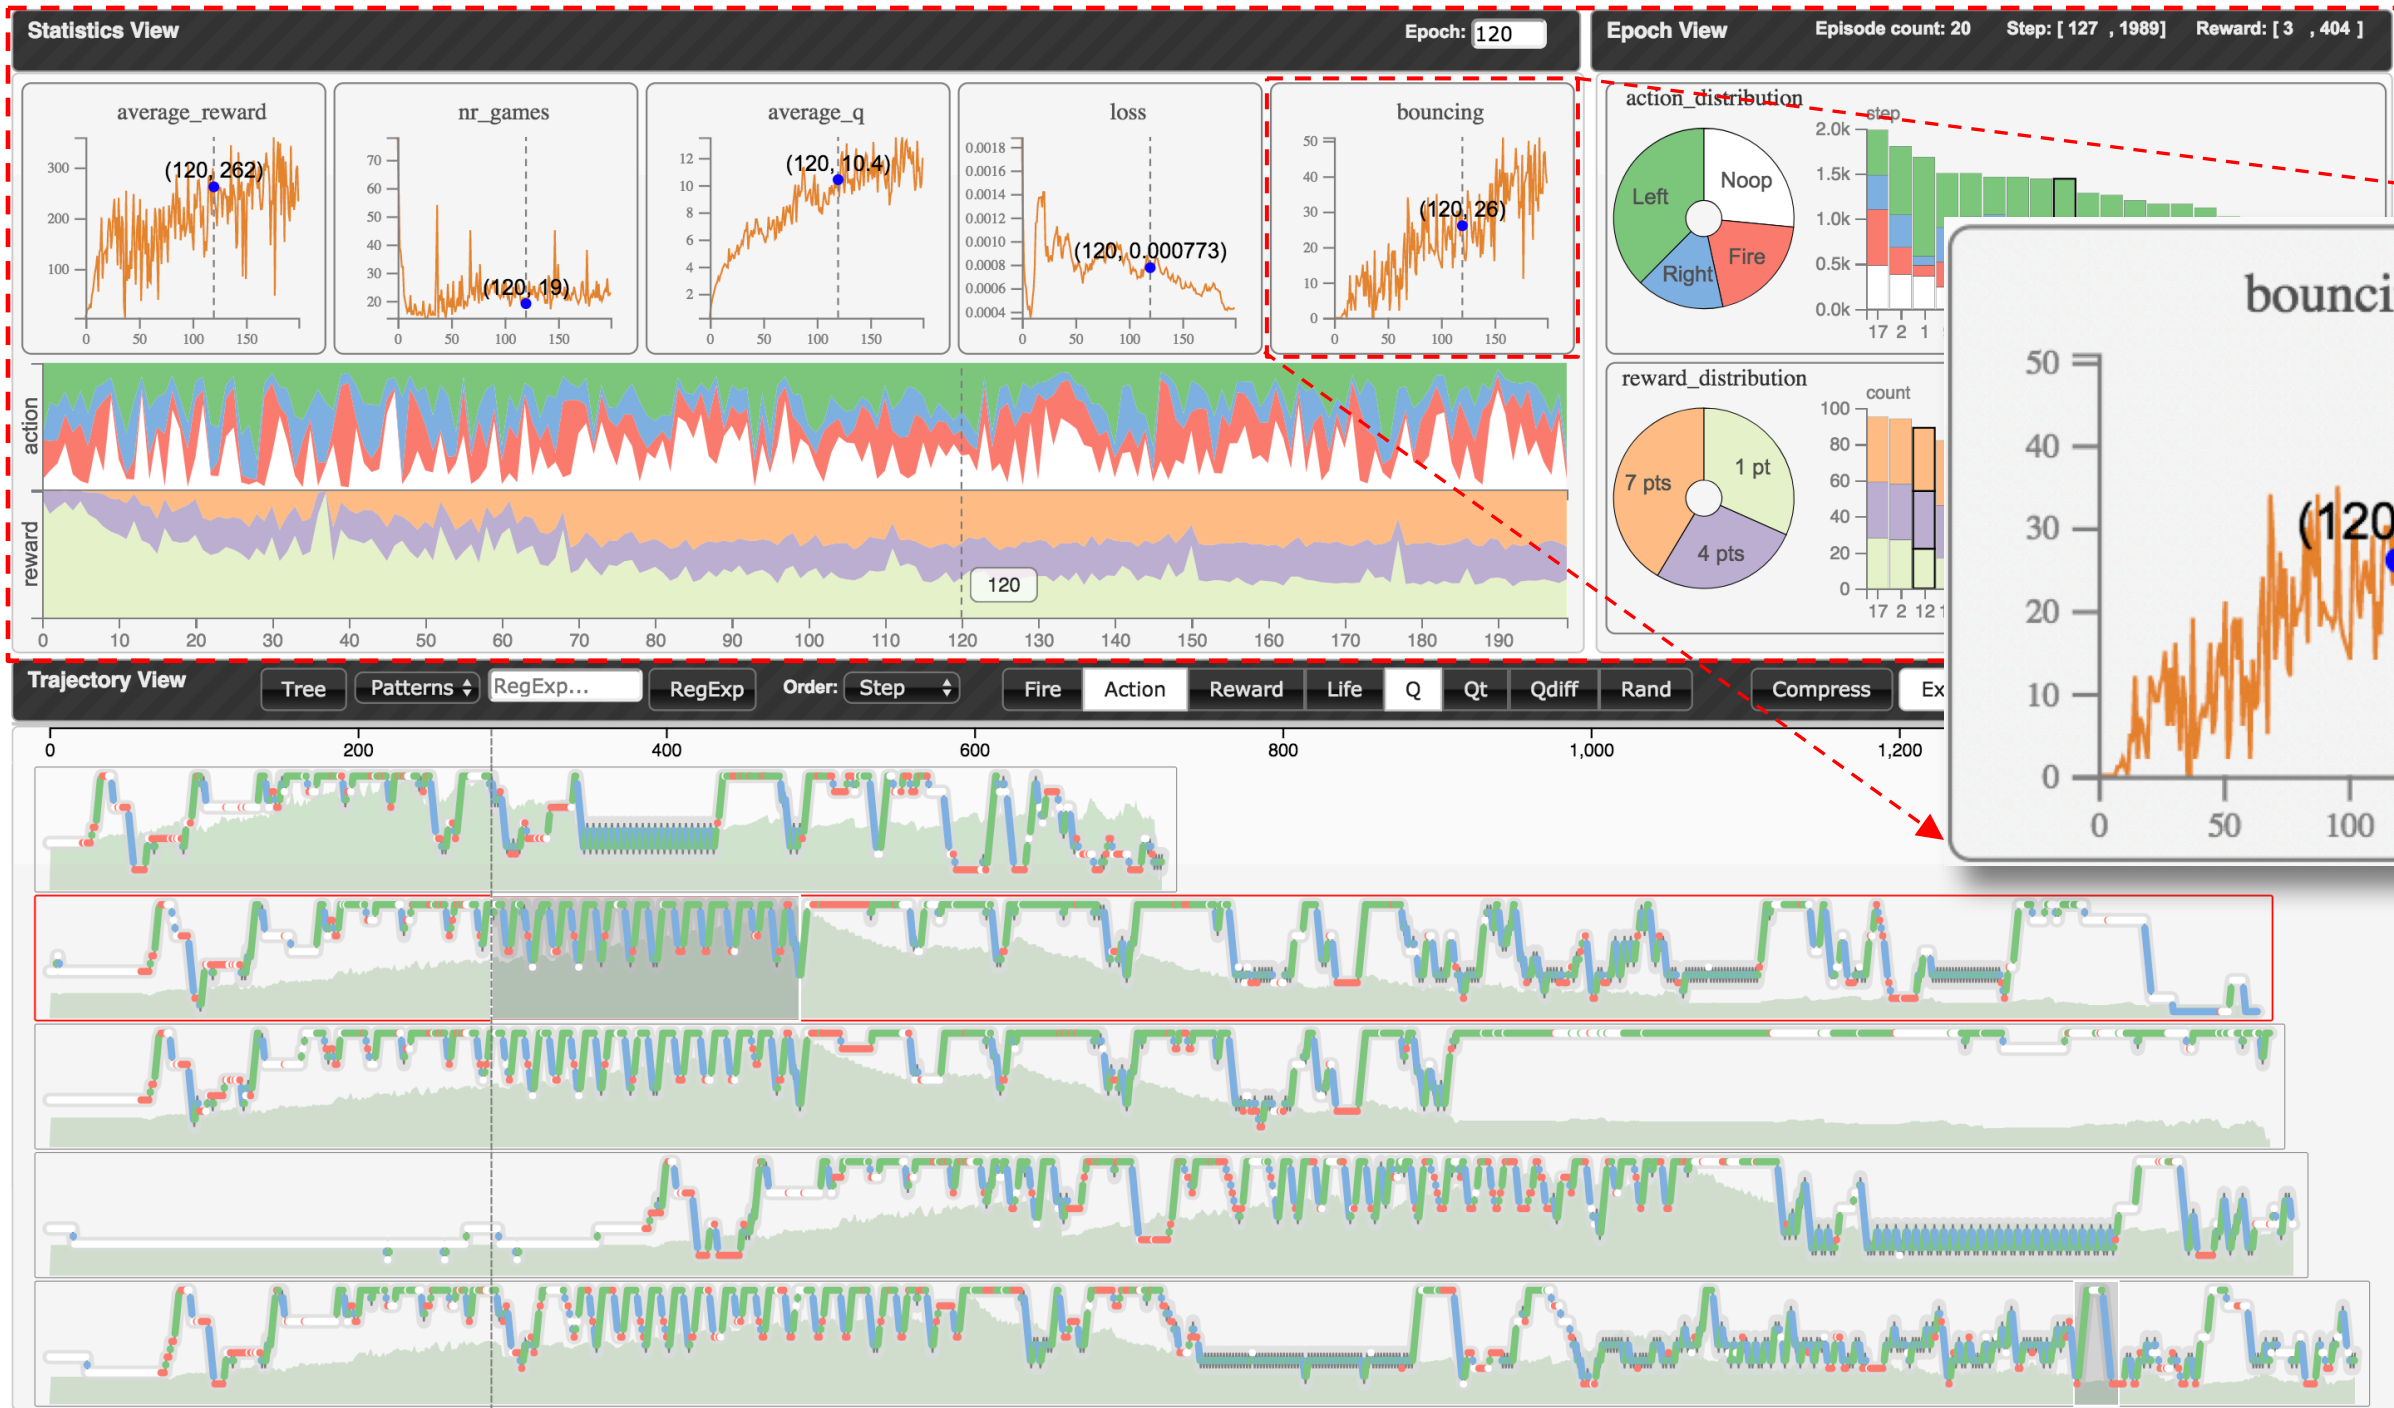 Statistics View
Epoch: 120
Epoch View
Episode count: 20 Step: [ 127 , 1989] Reward: [ 3 , 404 ]
average_reward
(120, 262)
300
200
100
0 50 100 150
nr_games
(120, 19)
70
60
50
40
30
20
0 50 100 150
average_q
(120, 10.4)
12
10
8
6
4
2
0 50 100 150
loss
(120, 0.000773)
0.0018
0.0016
0.0014
0.0012
0.0010
0.0008
0.0006
0.0004
0 50 100 150
bouncing
(120, 26)
50
40
30
20
10
0
0 50 100 150
action_distribution
Left
Noop
Right
Fire
step
2.0k
1.5k
1.0k
0.5k
0.0k
17 2 1
action
reward
120
0 10 20 30 40 50 60 70 80 90 100 110 120 130 140 150 160 170 180 190
reward_distribution
7 pts
1 pt
4 pts
count
100
80
60
40
20
0
17 2 12
bounci
50
40
30
20
10
0
(120
0 50 100
Trajectory View
Tree Patterns RegExp... RegExp Order: Step Fire Action Reward Life Q Qt Qdiff Rand Compress Ex
0 200 400 600 800 1,000 1,200